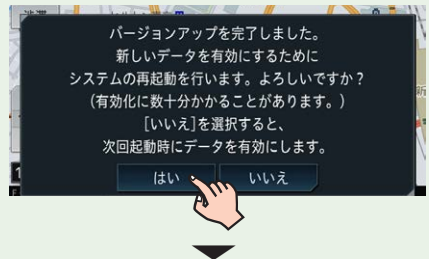 バージョンアップを完了しました。
新しいデータを有効にするために
システムの再起動を行います。よろしいですか？
（有効化に数十分かかることがあります。）
［いいえ］を選択すると、
次回起動時にデータを有効にします。
はい いいえ